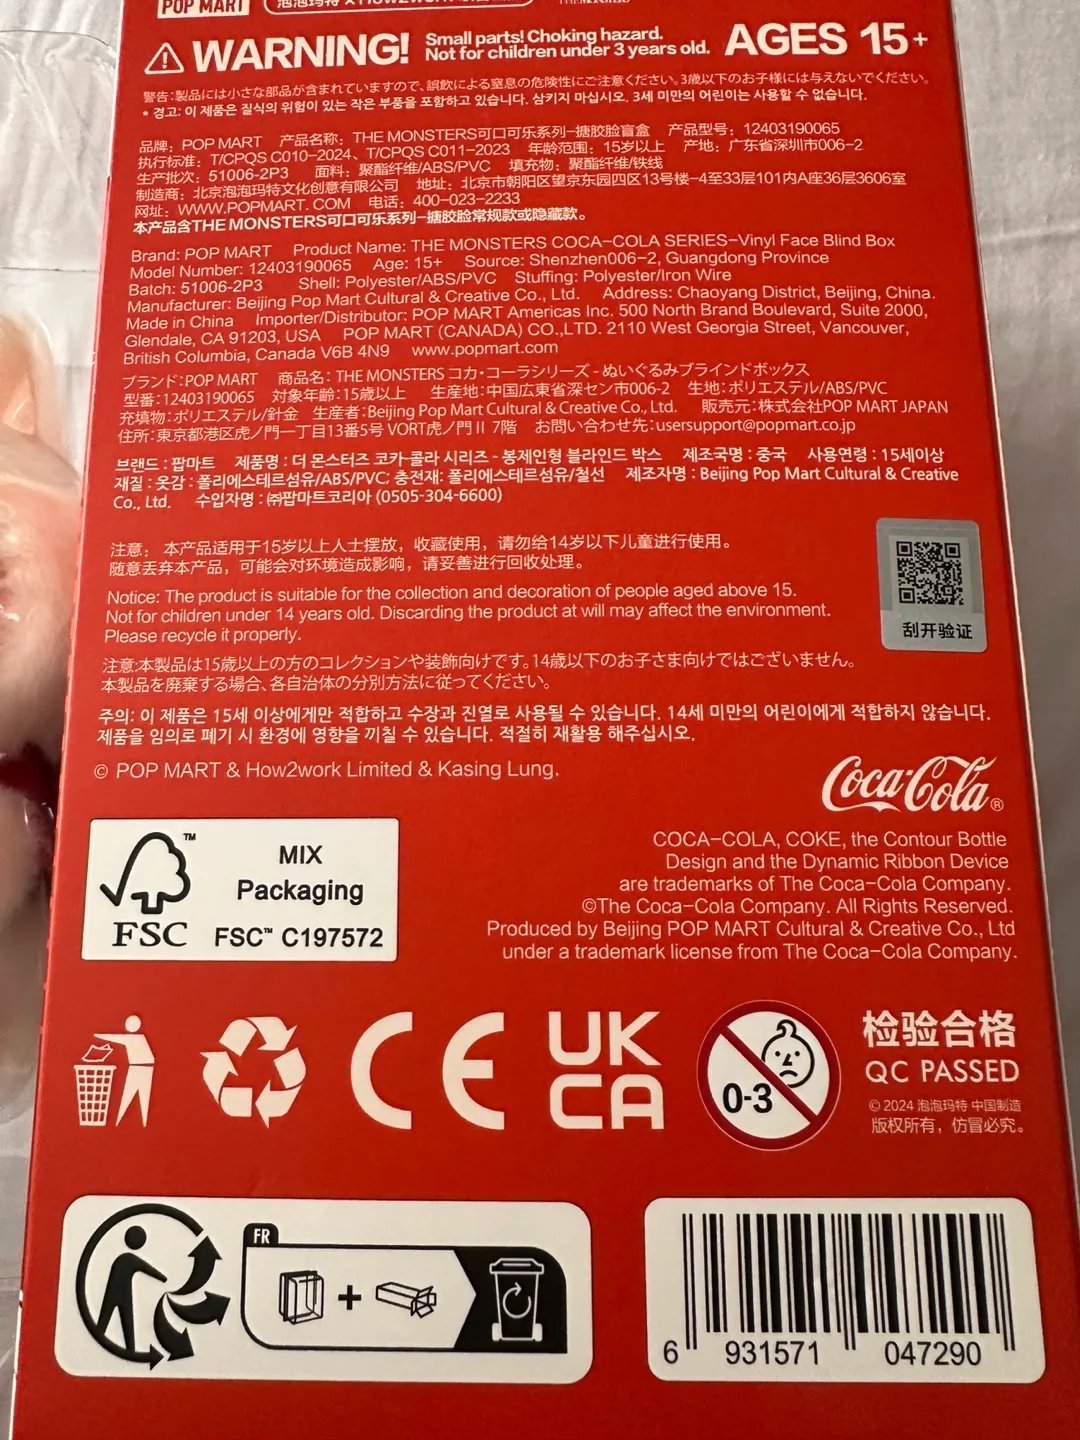 POP MART
WARNING!
Small parts! Choking hazard.
Not for children under 3 years old.
AGES 15+
警告:製品には小さな部品が含まれていますので、誤飲による窒息の危険性にご注意ください。3歳以下のお子様には与えないでください。
• 경고: 이 제품은 질식의 위험이 있는 작은 부품을 포함하고 있습니다. 삼키지 마십시오. 3세 미만의 어린이는 사용할 수 없습니다.
品牌：POP MART 产品名称：THE MONSTERS可口可乐系列-搪胶脸盲盒 产品型号：12403190065
执行标准：T/CPQS C010-2024、T/CPQS C011-2023 年龄范围：15岁以上 产地：广东省深圳市006-2
生产批次：51006-2P3 面料：聚酯纤维/ABS/PVC 填充物：聚酯纤维/铁线
制造商：北京泡泡玛特文化创意有限公司 地址：北京市朝阳区望京东园四区13号楼-4至33层101内A座36层3606室
网址：WWW.POPMART. COM 电话：400-023-2233
本产品含THE MONSTERS可口可乐系列-搪胶脸常规款或隐藏款。
Brand: POP MART Product Name: THE MONSTERS COCA-COLA SERIES-Vinyl Face Blind Box
Model Number: 12403190065 Age: 15+ Source: Shenzhen006-2, Guangdong Province
Batch: 51006-2P3 Shell: Polyester/ABS/PVC Stuffing: Polyester/Iron Wire
Manufacturer: Beijing Pop Mart Cultural & Creative Co., Ltd. Address: Chaoyang District, Beijing, China.
Made in China Importer/Distributor: POP MART Americas Inc. 500 North Brand Boulevard, Suite 2000,
Glendale, CA 91203, USA POP MART (CANADA) CO.,LTD. 2110 West Georgia Street, Vancouver,
British Columbia, Canada V6B 4N9 www.popmart.com
ブランド:POP MART 商品名：THE MONSTERS コカ・コーラシリーズ - ぬいぐるみブラインドボックス
型番:12403190065 対象年齢:15歳以上 生産地:中国広東省深セン市006-2 生地:ポリエステル/ABS/PVC
充填物:ポリエステル/針金 生産者:Beijing Pop Mart Cultural & Creative Co., Ltd. 販売元:株式会社POP MART JAPAN
住所:東京都港区虎ノ門一丁目13番5号 VORT虎ノ門Ⅱ 7階 お問い合わせ先:usersupport@popmart.co.jp
브랜드 : 팝마트 제품명 : 더 몬스터즈 코카-콜라 시리즈 - 봉제인형 블라인드 박스 제조국명 : 중국 사용연령 : 15세이상
재질 : 옷감 : 폴리에스테르섬유/ABS/PVC; 충전재: 폴리에스테르섬유/철선 제조자명 : Beijing Pop Mart Cultural & Creative
Co., Ltd. 수입자명 : ㈜팝마트코리아 (0505-304-6600)
注意： 本产品适用于15岁以上人士摆放，收藏使用，请勿给14岁以下儿童进行使用。
随意丢弃本产品，可能会对环境造成影响，请妥善进行回收处理。
Notice: The product is suitable for the collection and decoration of people aged above 15.
Not for children under 14 years old. Discarding the product at will may affect the environment.
Please recycle it properly.
刮开验证
注意:本製品は15歳以上の方のコレクションや装飾向けです。14歳以下のお子さま向けではございません。
本製品を廃棄する場合、各自治体の分別方法に従ってください。
주의: 이 제품은 15세 이상에게만 적합하고 수장과 진열로 사용될 수 있습니다. 14세 미만의 어린이에게 적합하지 않습니다.
제품을 임의로 폐기 시 환경에 영향을 끼칠 수 있습니다. 적절히 재활용 해주십시오.
© POP MART & How2work Limited & Kasing Lung.
Coca-Cola®
COCA-COLA, COKE, the Contour Bottle
Design and the Dynamic Ribbon Device
are trademarks of The Coca-Cola Company.
©The Coca-Cola Company. All Rights Reserved.
Produced by Beijing POP MART Cultural & Creative Co., Ltd
under a trademark license from The Coca-Cola Company.
MIX
Packaging
FSC
FSC™ C197572
CE
UK
CA
0-3
检验合格
QC PASSED
© 2024 泡泡玛特 中国制造
版权所有，仿冒必究。
FR
6 931571 047290